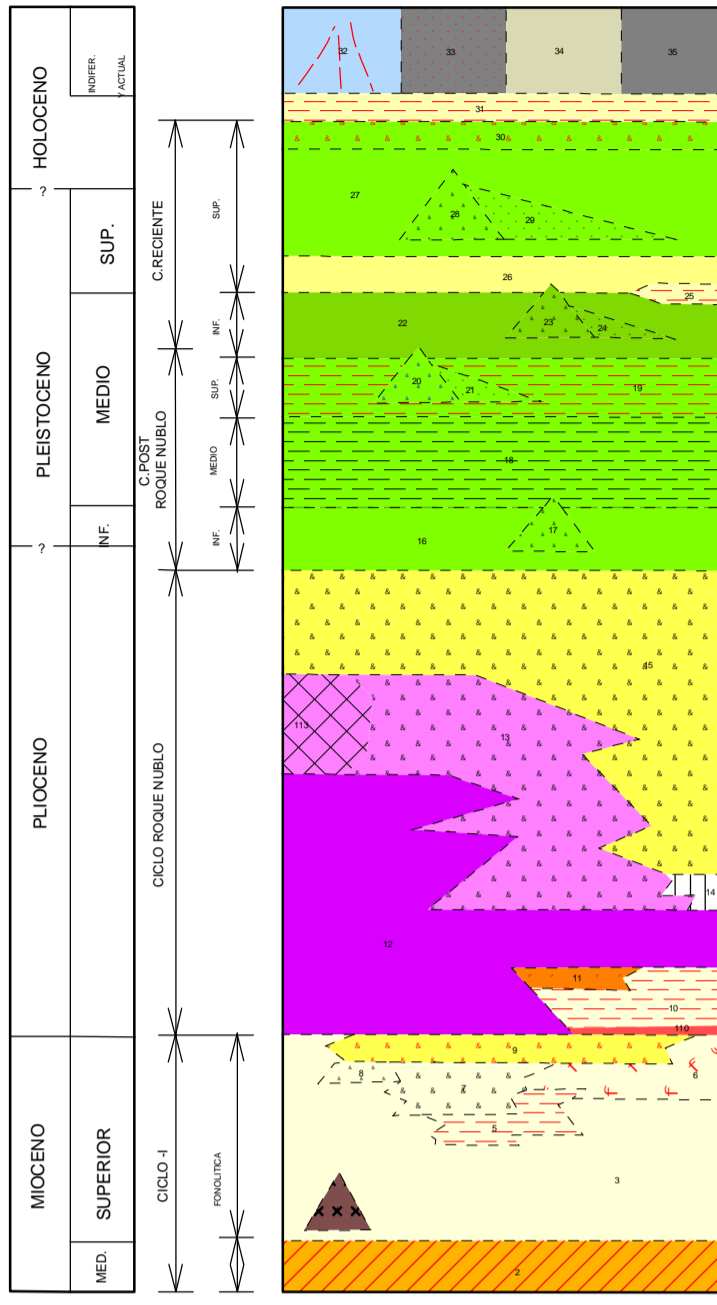 HOLOCENO
INDIFER.
Y ACTUAL
?
?
PLEISTOCENO
SUP.
MEDIO
INF.
?
?
PLIOCENO
MIOCENO
SUPERIOR
MED.
C.RECIENTE
SUP.
INF.
C.POST
ROQUE NUBLO
SUP.
MEDIO
INF.
CICLO ROQUE NUBLO
CICLO -I
FONOLITICA
32
33
34
35
31
30
27
28
29
26
25
22
23
24
20
21
19
18
16
17
15
113
13
14
12
11
10
110
9
8
7
6
5
3
2